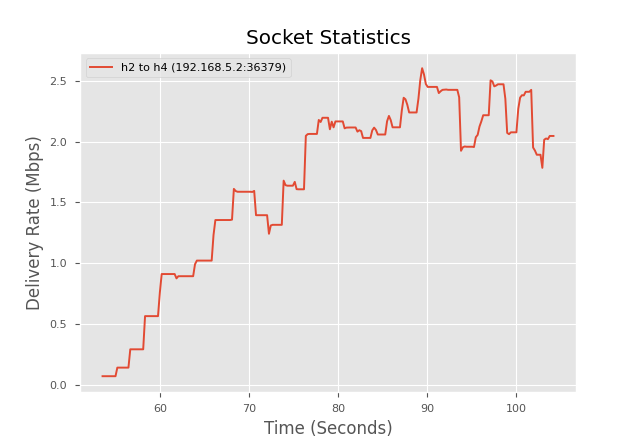 Socket Statistics
h2 to h4 (192.168.5.2:36379)
Delivery Rate (Mbps)
2.5
2.0
1.5
1.0
0.5
0.0
60 70 80 90 100
Time (Seconds)